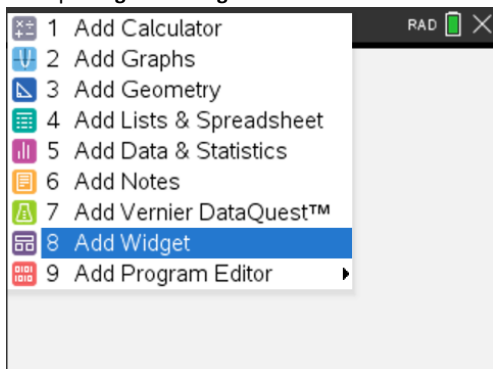 1 Add Calculator
RAD
2 Add Graphs
3 Add Geometry
4 Add Lists & Spreadsheet
5 Add Data & Statistics
6 Add Notes
7 Add Vernier DataQuest™
8 Add Widget
9 Add Program Editor